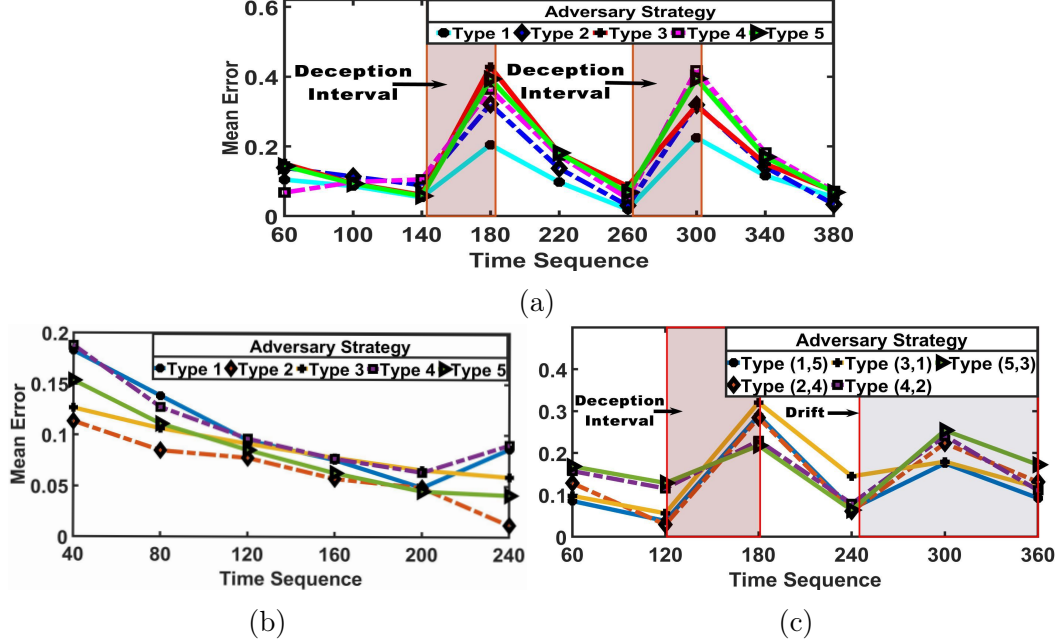 0.6
Adversary Strategy
Type 1 Type 2 Type 3 Type 4 Type 5
Deception
Interval
Deception
Interval
Mean Error
0.4
0.2
0
60 100 140 180 220 260 300 340 380
Time Sequence
(a)
0.2
Adversary Strategy
Type 1 Type 2 Type 3 Type 4 Type 5
Mean Error
0.15
0.1
0.05
0
40 80 120 160 200 240
Time Sequence
(b)
Adversary Strategy
Type (1,5) Type (3,1) Type (5,3)
Type (2,4) Type (4,2)
Deception
Interval
Drift
Mean Error
0.4
0.3
0.2
0.1
0
60 120 180 240 300 360
Time Sequence
(c)